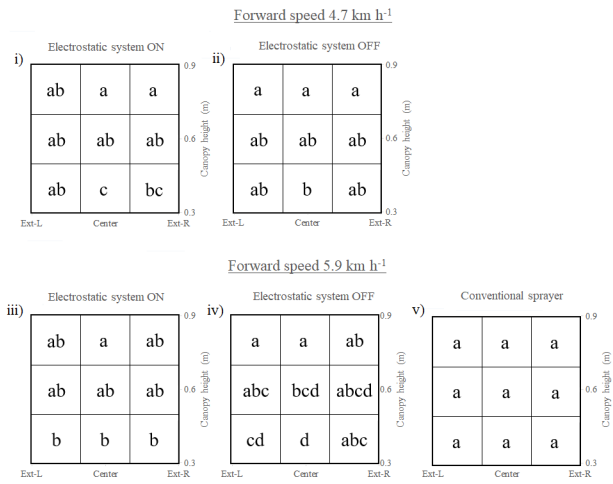 Forward speed 4.7 km h-1
Electrostatic system ON
Electrostatic system OFF
i)
ii)
ab a a
ab ab ab
ab c bc
0.9
0.6
0.3
Canopy height (m)
Ext-L Center Ext-R
a a a
ab ab ab
ab b ab
0.9
0.6
0.3
Canopy height (m)
Ext-L Center Ext-R
Forward speed 5.9 km h-1
Electrostatic system ON
Electrostatic system OFF
Conventional sprayer
iii)
iv)
v)
ab a ab
ab ab ab
b b b
0.9
0.6
0.3
Canopy height (m)
Ext-L Center Ext-R
a a ab
abc bcd abcd
cd d abc
0.9
0.6
0.3
Canopy height (m)
Ext-L Center Ext-R
a a a
a a a
a a a
0.9
0.6
0.3
Canopy height (m)
Ext-L Center Ext-R